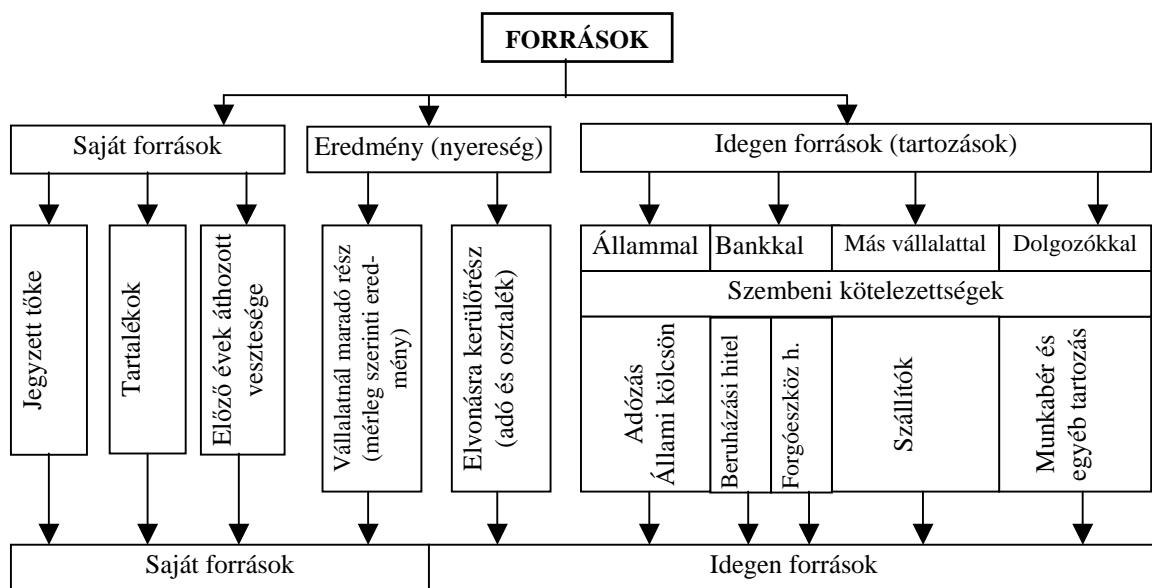 FORRÁSOK
Saját források
Eredmény (nyereség)
Idegen források (tartozások)
Jegyzett tőke
Tartalékok
Előző évek áthozott
vesztesége
Vállalatnál maradó rész
(mérleg szerinti ered-
mény)
Elvonásra kerülőrész
(adó és osztalék)
Állammal
Bankkal
Más vállalattal
Dolgozókkal
Szembeni kötelezettségek
Adózás
Állami kölcsön
Beruházási hitel
Forgóeszköz h.
Szállítók
Munkabér és
egyéb tartozás
Saját források
Idegen források